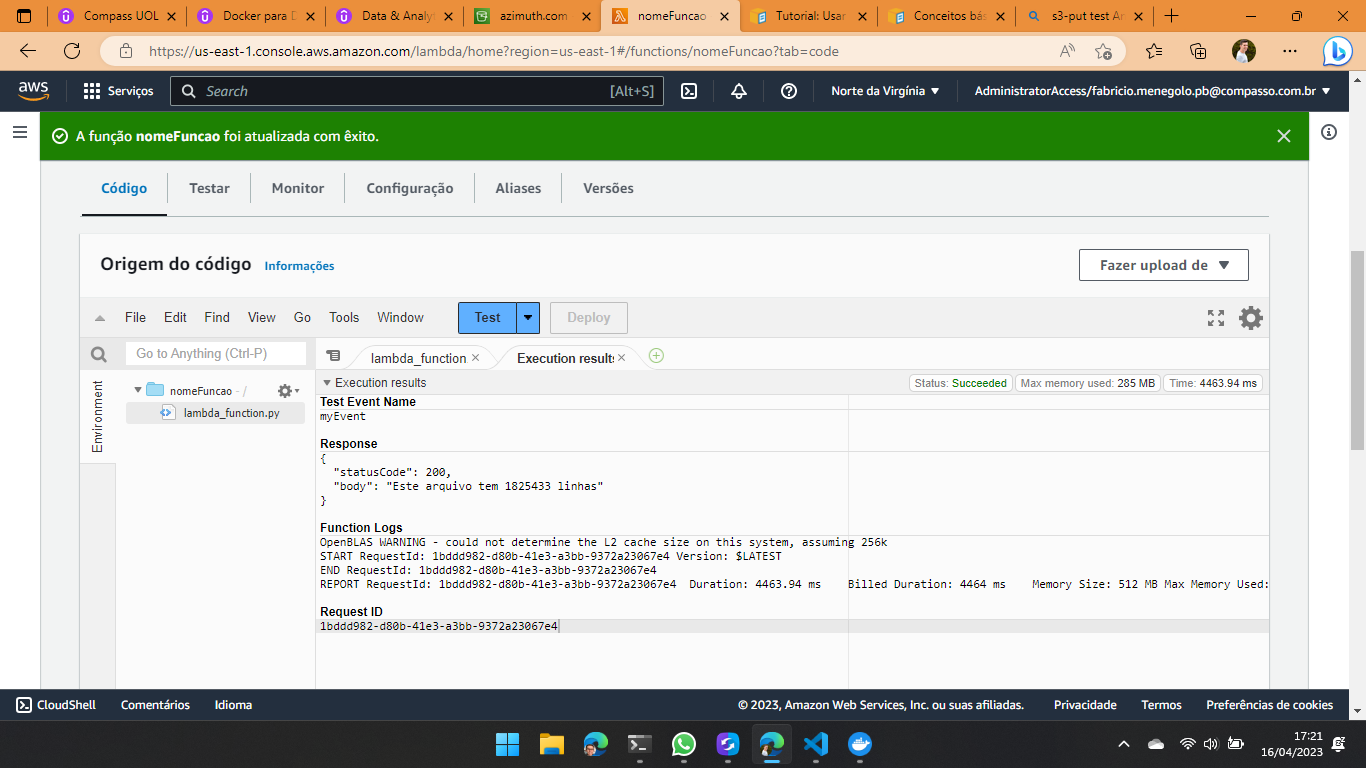 Compass UOL
Docker para D
Data & Analyt
azimuth.com
nomeFuncao
Tutorial: Usar
Conceitos bás
s3-put test Ar
https://us-east-1.console.aws.amazon.com/lambda/home?region=us-east-1#/functions/nomeFuncao?tab=code
aws
Serviços
Search
[Alt+S]
Norte da Virgínia
AdministratorAccess/fabricio.menegolo.pb@compasso.com.br
A função nomeFuncao foi atualizada com êxito.
Código
Testar
Monitor
Configuração
Aliases
Versões
Origem do código
Informações
Fazer upload de
File
Edit
Find
View
Go
Tools
Window
Test
Deploy
Go to Anything (Ctrl-P)
lambda_function
Execution results
Environment
nomeFuncao - /
lambda_function.py
Execution results
Status: Succeeded
Max memory used: 285 MB
Time: 4463.94 ms
Test Event Name
myEvent
Response
{
"statusCode": 200,
"body": "Este arquivo tem 1825433 linhas"
}
Function Logs
OpenBLAS WARNING - could not determine the L2 cache size on this system, assuming 256k
START RequestId: 1bddd982-d80b-41e3-a3bb-9372a23067e4 Version: $LATEST
END RequestId: 1bddd982-d80b-41e3-a3bb-9372a23067e4
REPORT RequestId: 1bddd982-d80b-41e3-a3bb-9372a23067e4 Duration: 4463.94 ms Billed Duration: 4464 ms Memory Size: 512 MB Max Memory Used:
Request ID
1bddd982-d80b-41e3-a3bb-9372a23067e4
CloudShell
Comentários
Idioma
© 2023, Amazon Web Services, Inc. ou suas afiliadas.
Privacidade
Termos
Preferências de cookies
17:21
16/04/2023